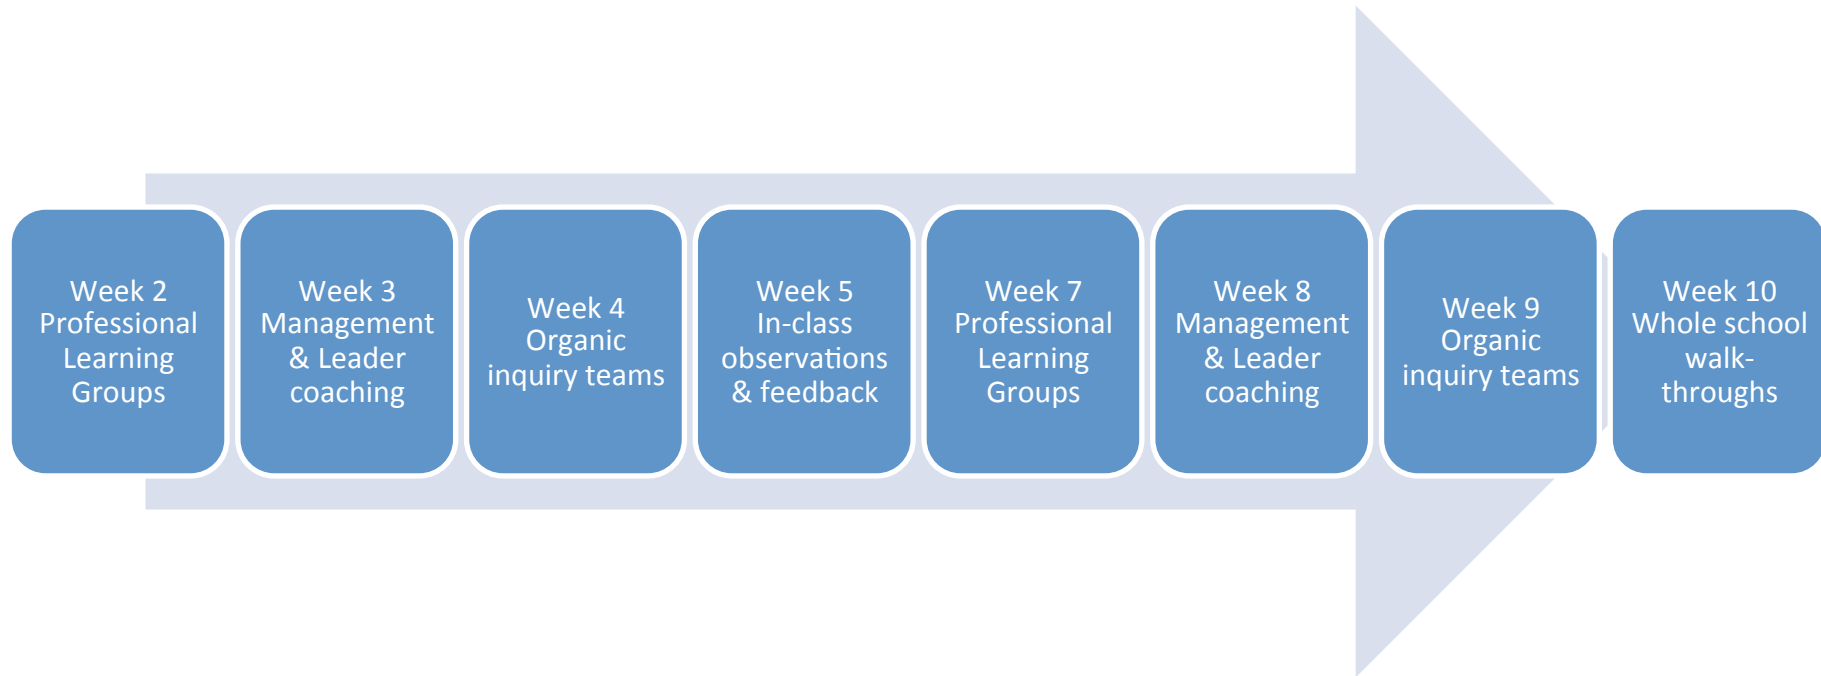 Week 2
Professional
Learning
Groups
Week 3
Management
& Leader
coaching
Week 4
Organic
inquiry teams
Week 5
In-class
observations
& feedback
Week 7
Professional
Learning
Groups
Week 8
Management
& Leader
coaching
Week 9
Organic
inquiry teams
Week 10
Whole school
walk-
throughs